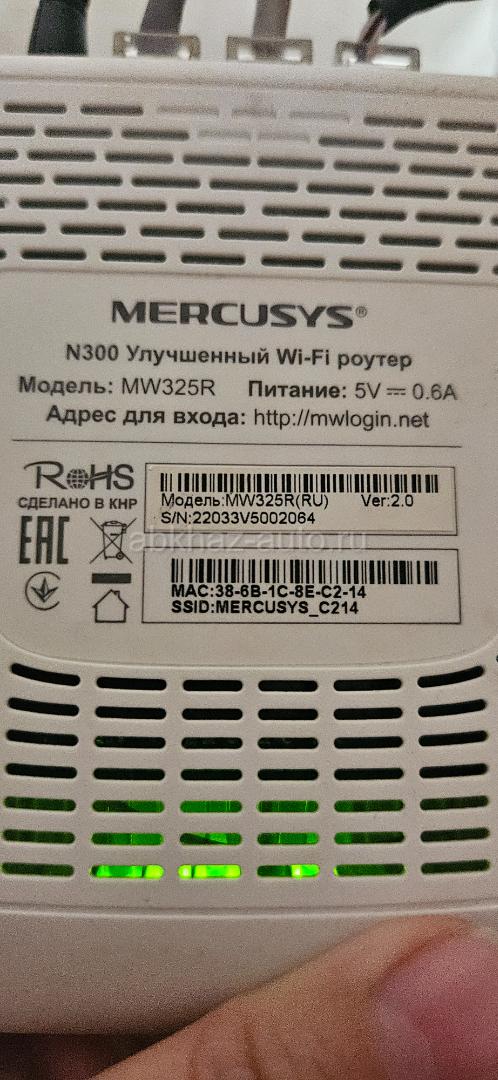 MERCUSYS®
N300 Улучшенный Wi-Fi роутер
Модель: MW325R Питание: 5V ⎓ 0.6A
Адрес для входа: http://mwlogin.net
RoHS
СДЕЛАНО В КНР
EAC
Модель:MW325R(RU) Ver:2.0
S/N:22033V5002064
abkhaz-auto.ru
MAC:38-6B-1C-8E-C2-14
SSID:MERCUSYS_C214